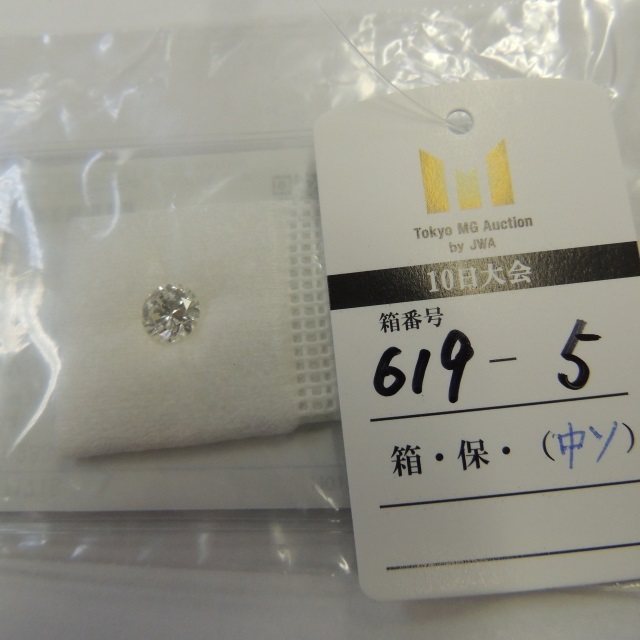 Tokyo MG Auction
by JWA
10日大会
箱番号
619-5
箱・保・(中ソ)